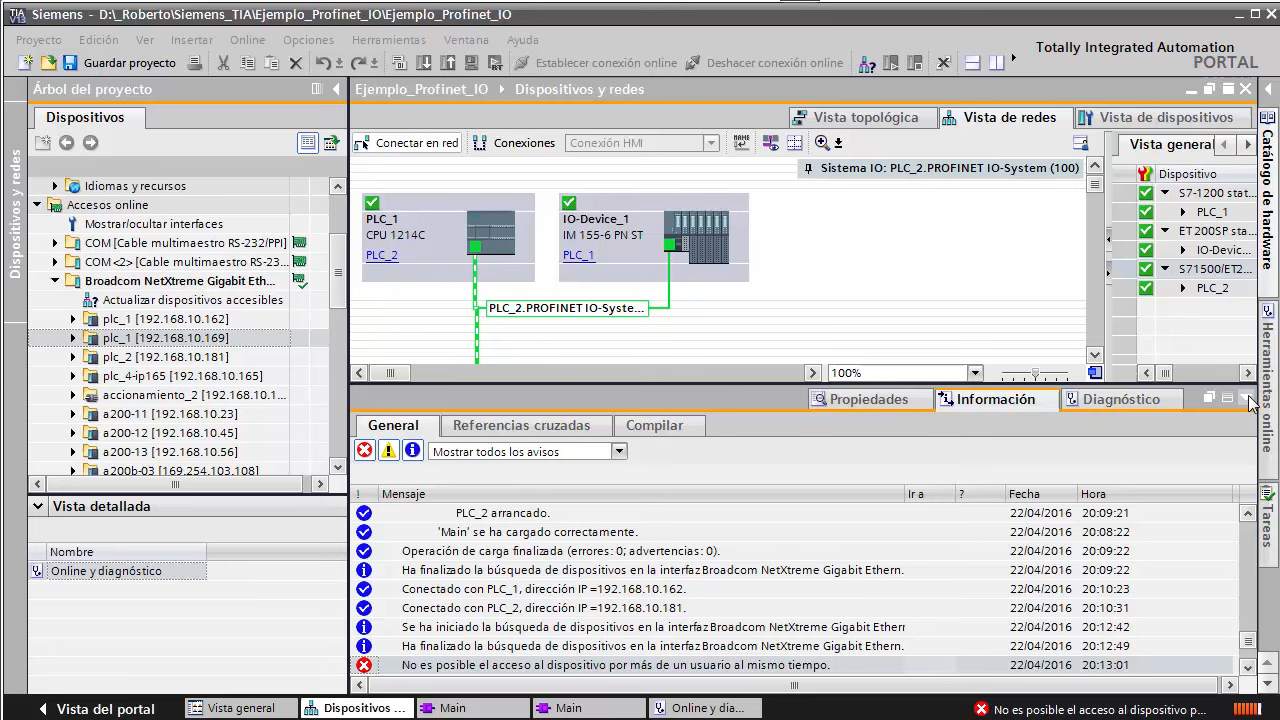 TIA V13
Siemens - D:\_Roberto\Siemens_TIA\Ejemplo_Profinet_IO\Ejemplo_Profinet_IO
Proyecto Edición Ver Insertar Online Opciones Herramientas Ventana Ayuda
Guardar proyecto Establecer conexión online Deshacer conexión online
Totally Integrated Automation
PORTAL
Árbol del proyecto
Dispositivos
Dispositivos y redes
Idiomas y recursos
Accesos online
Mostrar/ocultar interfaces
COM [Cable multimaestro RS-232/PPI]
COM <2> [Cable multimaestro RS-23...
Broadcom NetXtreme Gigabit Eth...
Actualizar dispositivos accesibles
plc_1 [192.168.10.162]
plc_1 [192.168.10.169]
plc_2 [192.168.10.181]
plc_4-ip165 [192.168.10.165]
accionamiento_2 [192.168.10.1...
a200-11 [192.168.10.23]
a200-12 [192.168.10.45]
a200-13 [192.168.10.56]
a200b-03 [169.254.103.108]
Vista detallada
Nombre
Online y diagnóstico
Ejemplo_Profinet_IO Dispositivos y redes
Vista topológica Vista de redes Vista de dispositivos
Conectar en red Conexiones Conexión HMI
NAME
Sistema IO: PLC_2.PROFINET IO-System (100)
PLC_1
CPU 1214C
PLC_2
IO-Device_1
IM 155-6 PN ST
PLC_1
PLC_2.PROFINET IO-Syste...
100%
Vista general
Dispositivo
S7-1200 stat...
PLC_1
ET200SP sta...
IO-Devic...
S71500/ET2...
PLC_2
Catálogo de hardware
Herramientas online
Tareas
Propiedades Información Diagnóstico
General Referencias cruzadas Compilar
Mostrar todos los avisos
! Mensaje Ir a ? Fecha Hora
PLC_2 arrancado. 22/04/2016 20:09:21
'Main' se ha cargado correctamente. 22/04/2016 20:08:22
Operación de carga finalizada (errores: 0; advertencias: 0). 22/04/2016 20:09:22
Ha finalizado la búsqueda de dispositivos en la interfaz Broadcom NetXtreme Gigabit Ethern. 22/04/2016 20:09:22
Conectado con PLC_1, dirección IP =192.168.10.162. 22/04/2016 20:10:23
Conectado con PLC_2, dirección IP =192.168.10.181. 22/04/2016 20:10:31
Se ha iniciado la búsqueda de dispositivos en la interfaz Broadcom NetXtreme Gigabit Ethern 22/04/2016 20:12:42
Ha finalizado la búsqueda de dispositivos en la interfaz Broadcom NetXtreme Gigabit Ethern. 22/04/2016 20:12:49
No es posible el acceso al dispositivo por más de un usuario al mismo tiempo. 22/04/2016 20:13:01
Vista del portal Vista general Dispositivos ... Main Main Online y dia... No es posible el acceso al dispositivo p...